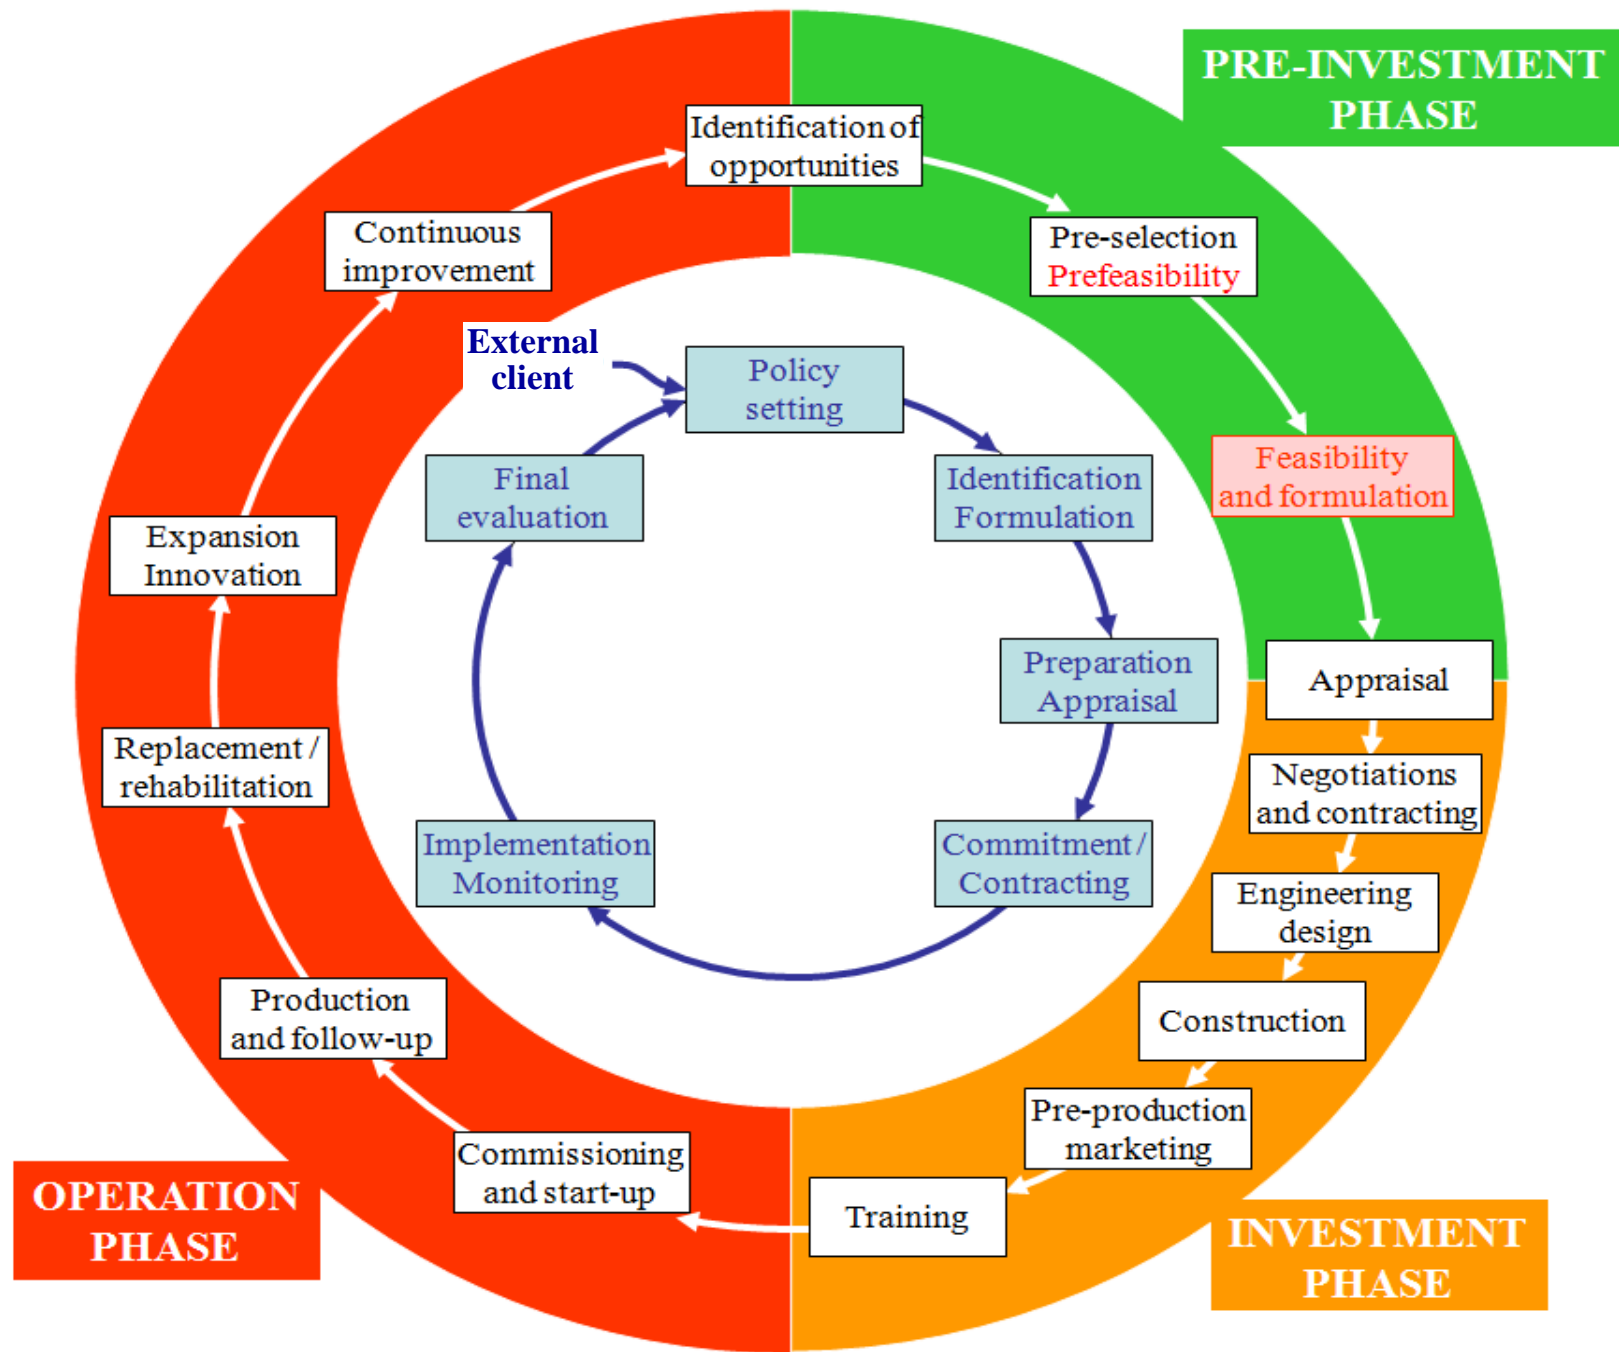 PRE-INVESTMENT
PHASE
Identification of
opportunities
Pre-selection
Prefeasibility
Feasibility
and formulation
Appraisal
Negotiations
and contracting
Engineering
design
Construction
Pre-production
marketing
Training
INVESTMENT
PHASE
Commissioning
and start-up
OPERATION
PHASE
Production
and follow-up
Replacement /
rehabilitation
Expansion
Innovation
Continuous
improvement
External
client
Policy
setting
Identification
Formulation
Preparation
Appraisal
Commitment /
Contracting
Implementation
Monitoring
Final
evaluation